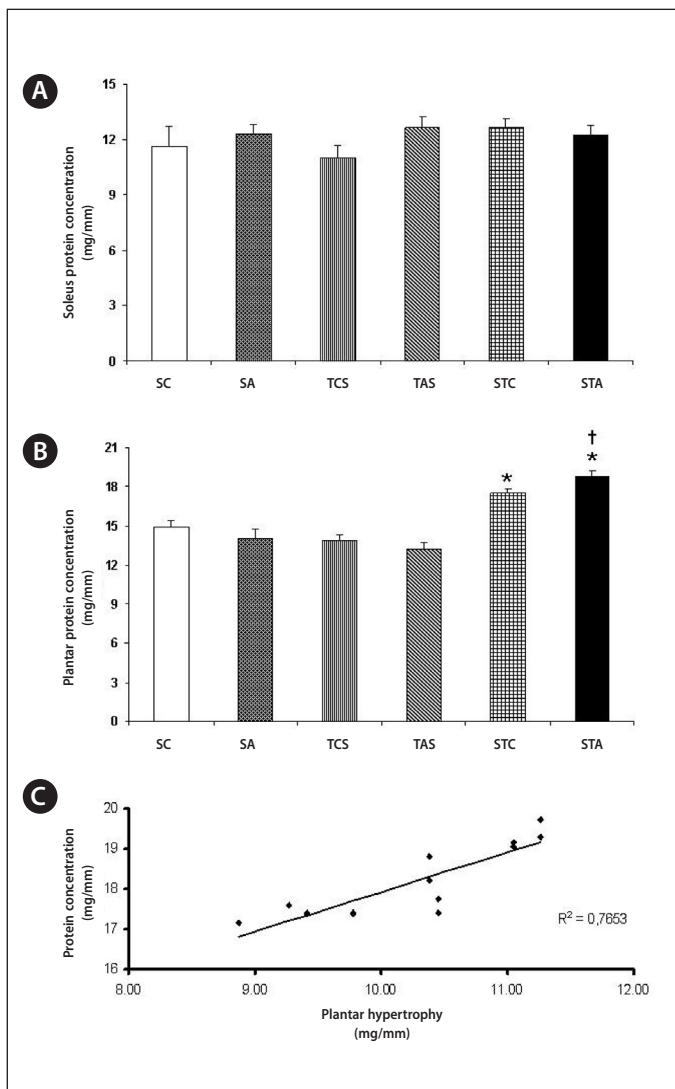 A
Soleus protein concentration
(mg/mm)
15
12
9
6
3
0
SC SA TCS TAS STC STA
B
Plantar protein concentration
(mg/mm)
21
18
15
12
9
6
3
0
*
†
*
SC SA TCS TAS STC STA
C
Protein concentration
(mg/mm)
20
19
18
17
16
R² = 0,7653
8.00 9.00 10.00 11.00 12.00
Plantar hypertrophy
(mg/mm)